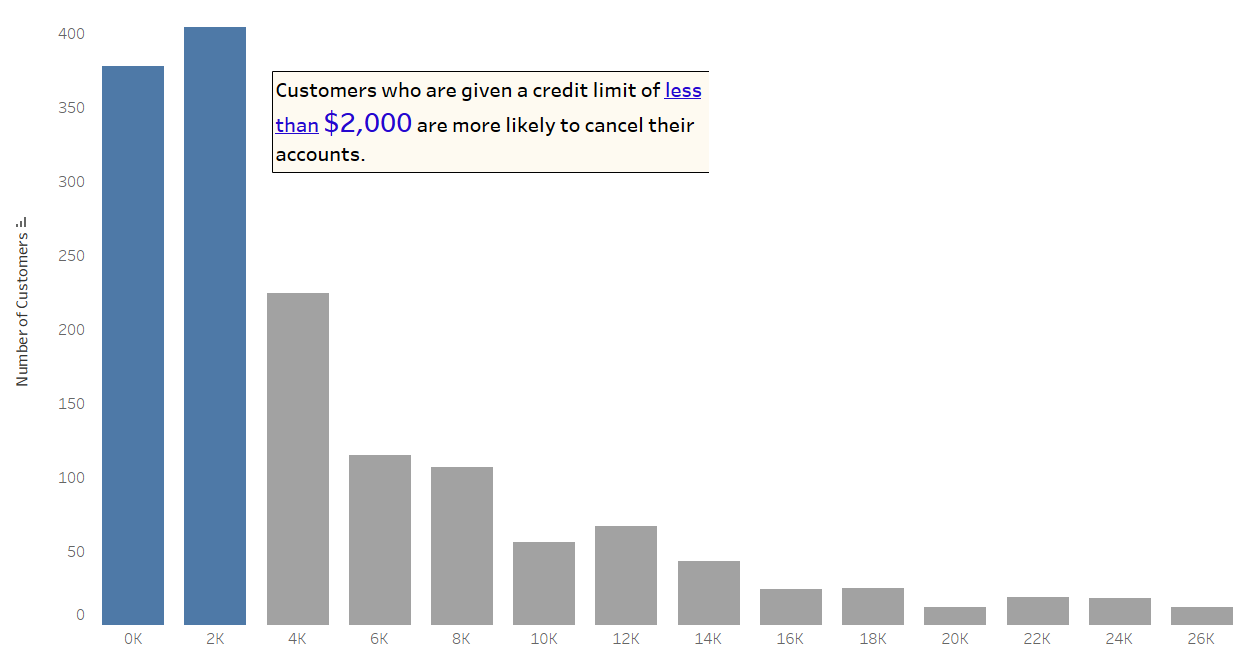 400
Customers who are given a credit limit of less
than $2,000 are more likely to cancel their
accounts.
350
300
250
200
150
100
50
0
Number of Customers
0K 2K 4K 6K 8K 10K 12K 14K 16K 18K 20K 22K 24K 26K